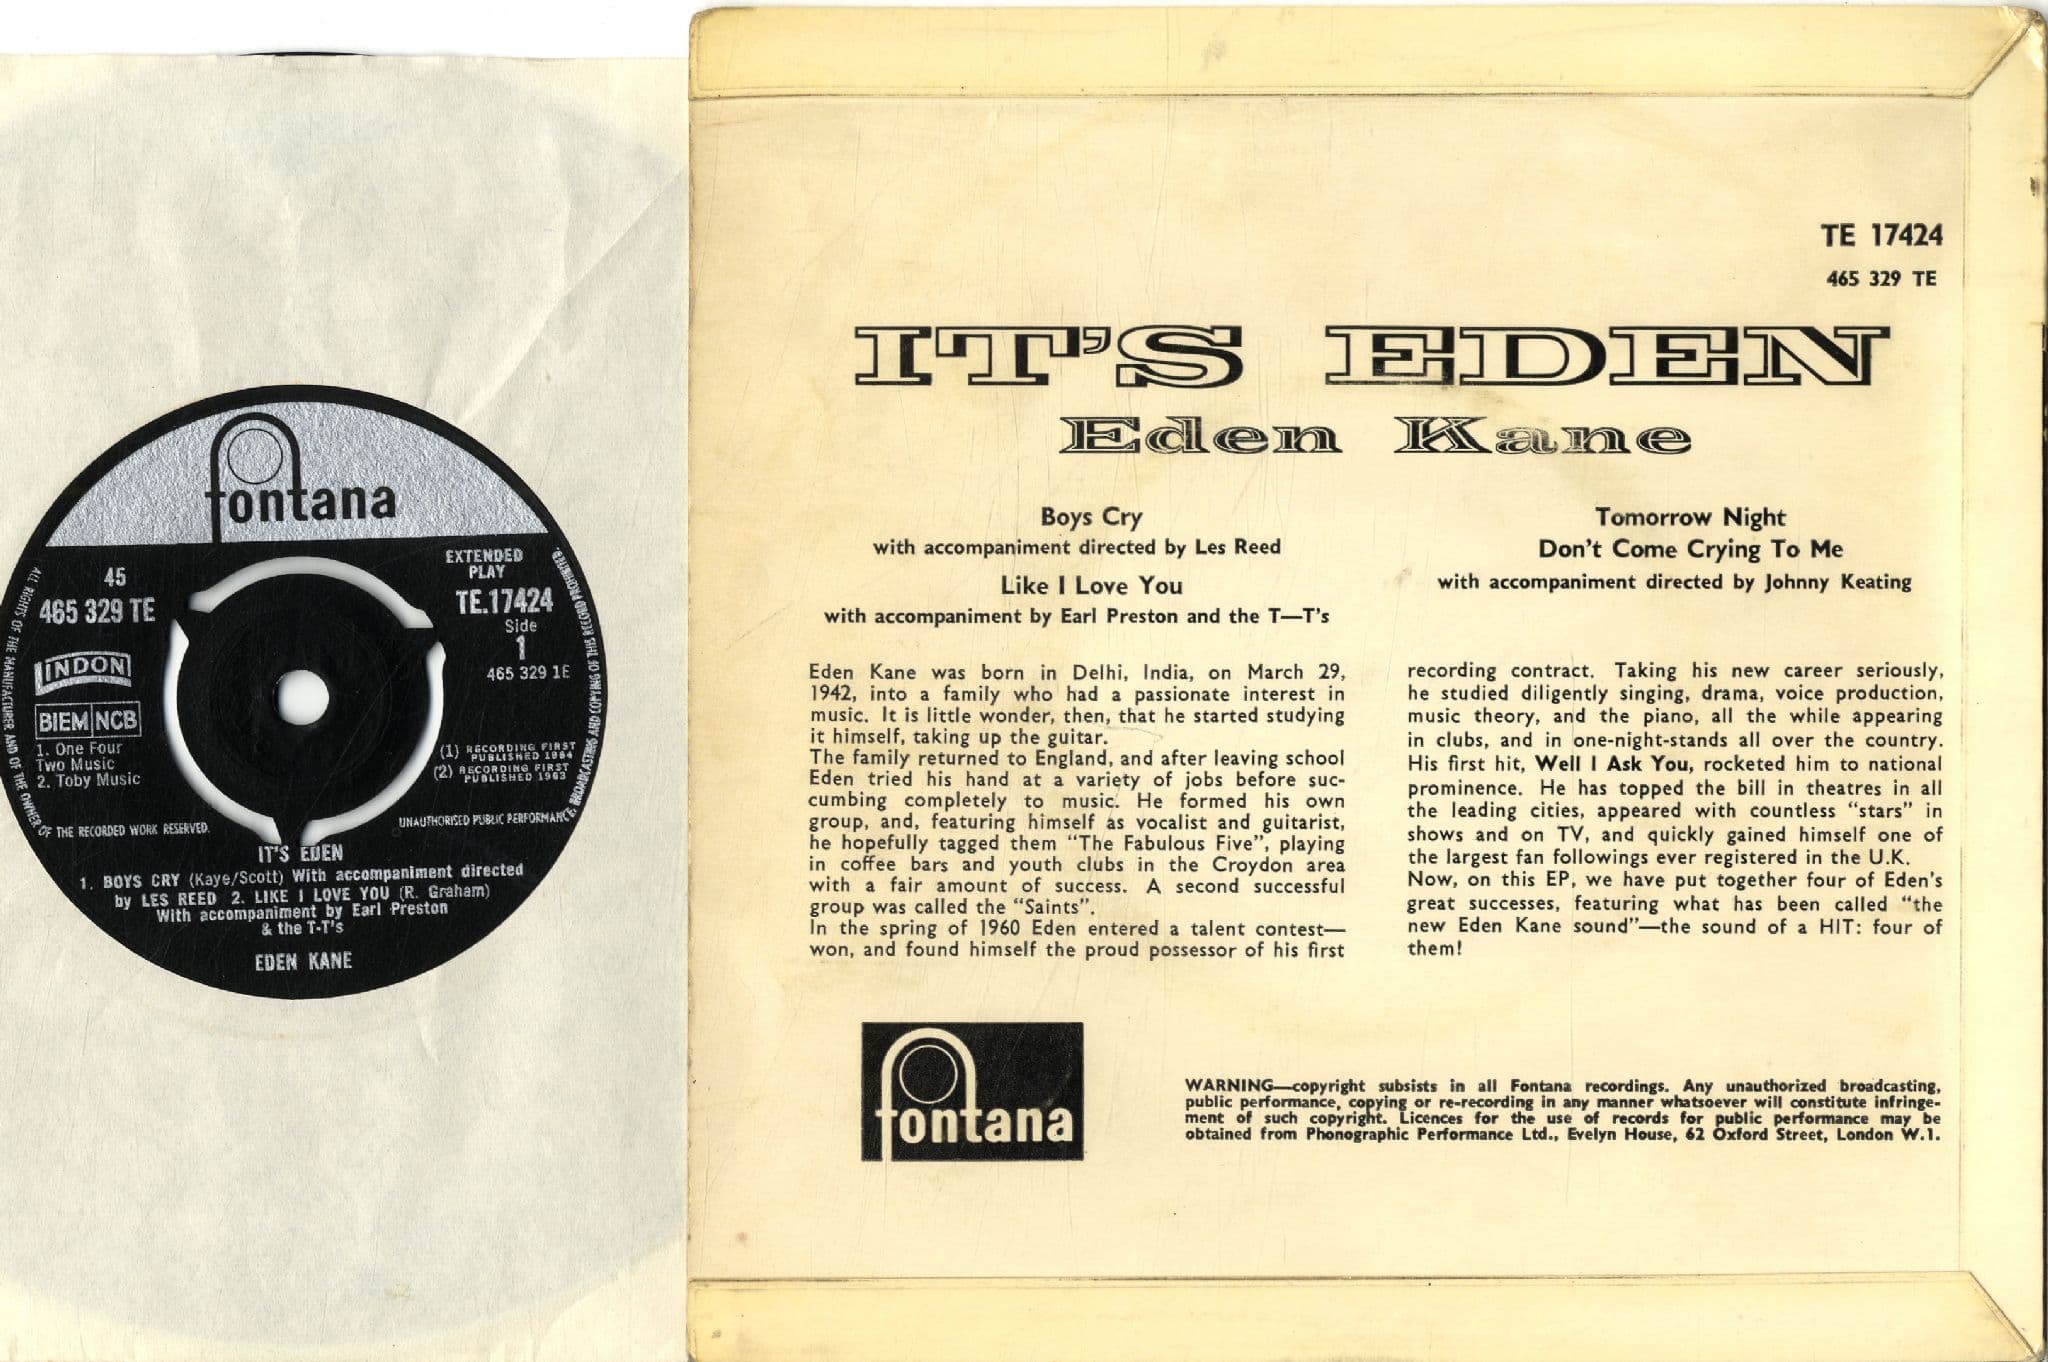 fontana
45
465 329 TE
LINDON
BIEM NCB
1. One Four
Two Music
2. Toby Music
EXTENDED
PLAY
TE.17424
Side
1
465 329 1E
(1) RECORDING FIRST
PUBLISHED 1964
(2) RECORDING FIRST
PUBLISHED 1963
ALL RIGHTS OF THE MANUFACTURER AND OF THE OWNER OF THE RECORDED WORK RESERVED.
UNAUTHORISED PUBLIC PERFORMANCE, BROADCASTING AND COPYING OF THIS RECORD PROHIBITED.
IT'S EDEN
1. BOYS CRY (Kaye/Scott) With accompaniment directed
by LES REED 2. LIKE I LOVE YOU (R. Graham)
With accompaniment by Earl Preston
& the T-T's
EDEN KANE
TE 17424
465 329 TE
IT'S EDEN
Eden Kane
Boys Cry
with accompaniment directed by Les Reed
Like I Love You
with accompaniment by Earl Preston and the T—T's
Tomorrow Night
Don't Come Crying To Me
with accompaniment directed by Johnny Keating
Eden Kane was born in Delhi, India, on March 29,
1942, into a family who had a passionate interest in
music. It is little wonder, then, that he started studying
it himself, taking up the guitar.
The family returned to England, and after leaving school
Eden tried his hand at a variety of jobs before suc-
cumbing completely to music. He formed his own
group, and, featuring himself as vocalist and guitarist,
he hopefully tagged them "The Fabulous Five", playing
in coffee bars and youth clubs in the Croydon area
with a fair amount of success. A second successful
group was called the "Saints".
In the spring of 1960 Eden entered a talent contest—
won, and found himself the proud possessor of his first
recording contract. Taking his new career seriously,
he studied diligently singing, drama, voice production,
music theory, and the piano, all the while appearing
in clubs, and in one-night-stands all over the country.
His first hit, Well I Ask You, rocketed him to national
prominence. He has topped the bill in theatres in all
the leading cities, appeared with countless "stars" in
shows and on TV, and quickly gained himself one of
the largest fan followings ever registered in the U.K.
Now, on this EP, we have put together four of Eden's
great successes, featuring what has been called "the
new Eden Kane sound"—the sound of a HIT: four of
them!
fontana
WARNING—copyright subsists in all Fontana recordings. Any unauthorized broadcasting,
public performance, copying or re-recording in any manner whatsoever will constitute infringe-
ment of such copyright. Licences for the use of records for public performance may be
obtained from Phonographic Performance Ltd., Evelyn House, 62 Oxford Street, London W.1.